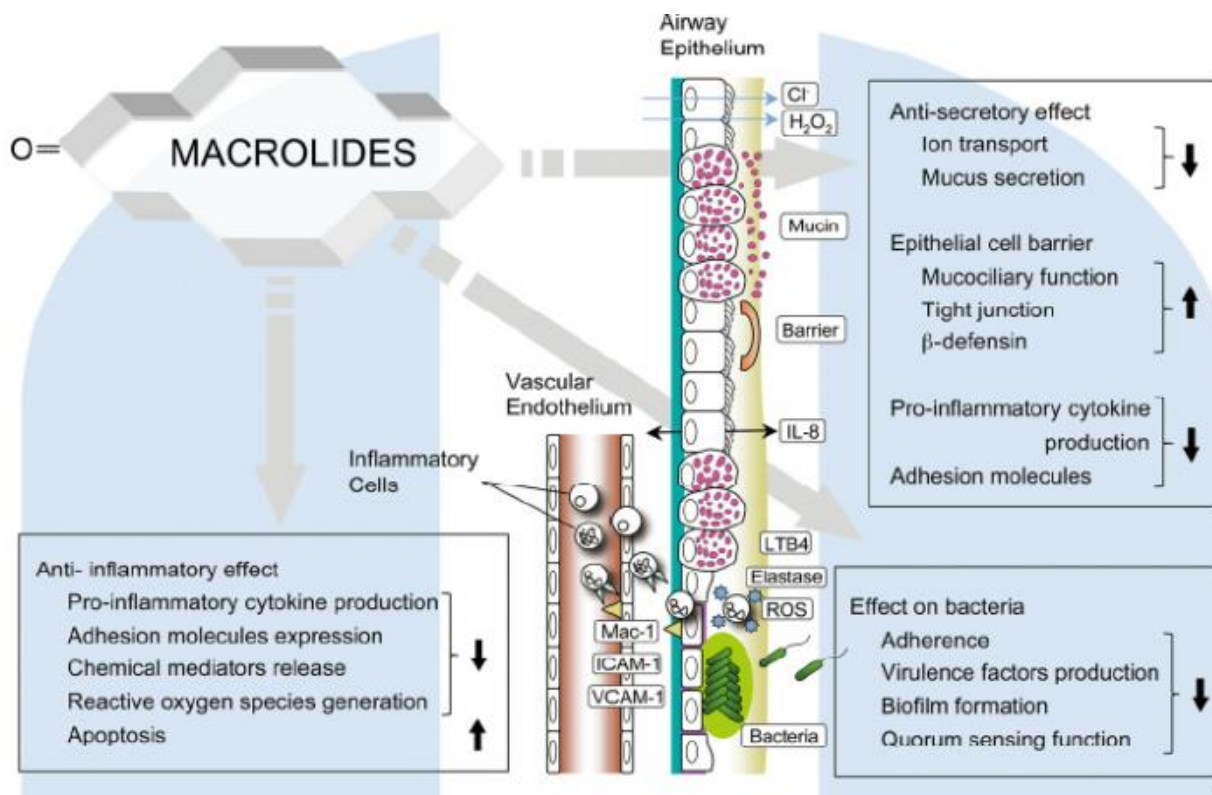 Airway
Epithelium
O=
MACROLIDES
Cl⁻
H₂O₂
Mucin
Barrier
IL-8
Vascular
Endothelium
Inflammatory
Cells
LTB4
Elastase
ROS
Mac-1
ICAM-1
VCAM-1
Bacteria
Anti-secretory effect
Ion transport
Mucus secretion
Epithelial cell barrier
Mucociliary function
Tight junction
β-defensin
Pro-inflammatory cytokine
production
Adhesion molecules
Anti- inflammatory effect
Pro-inflammatory cytokine production
Adhesion molecules expression
Chemical mediators release
Reactive oxygen species generation
Apoptosis
Effect on bacteria
Adherence
Virulence factors production
Biofilm formation
Quorum sensing function